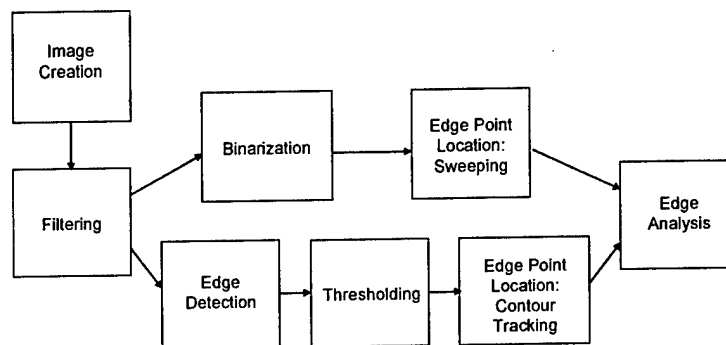 Image
Creation
Filtering
Binarization
Edge Point
Location:
Sweeping
Edge
Detection
Thresholding
Edge Point
Location:
Contour
Tracking
Edge
Analysis